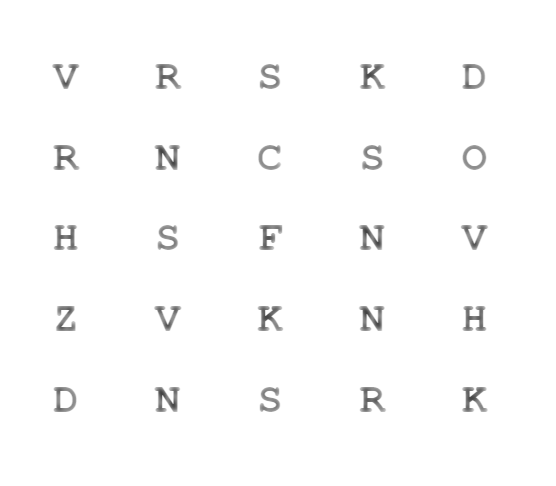 V R S K D
R N C S O
H S F N V
Z V K N H
D N S R K